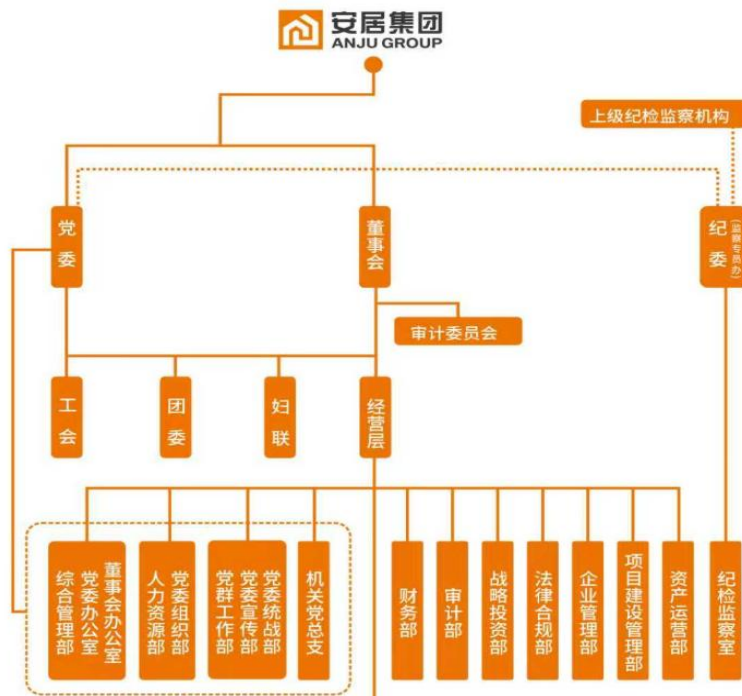 安居集团
ANJU GROUP
上级纪检监察机构
党委
董事会
纪委
(监察专员办)
审计委员会
工会
团委
妇联
经营层
董事会办公室
党委办公室
综合管理部
党委组织部
人力资源部
党委统战部
党委宣传部
党群工作部
机关党总支
财务部
审计部
战略投资部
法律合规部
企业管理部
项目建设管理部
资产运营部
纪检监察室